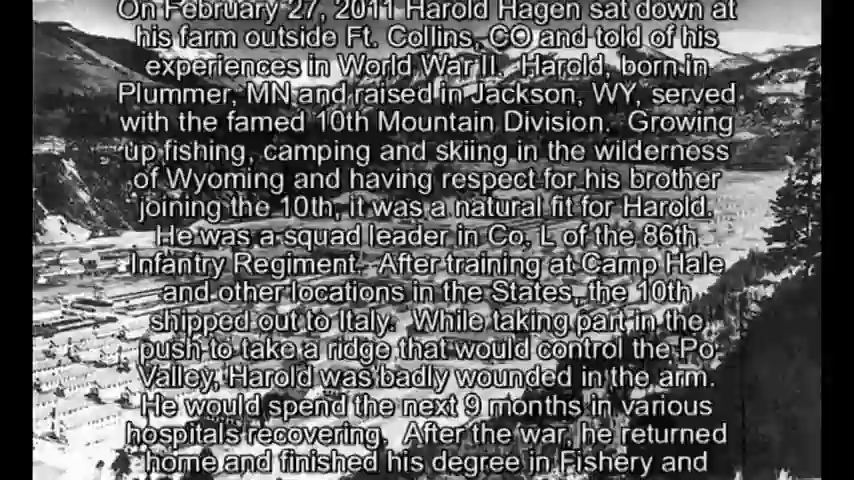 On February 27, 2011 Harold Hagen sat down at
his farm outside Ft. Collins, CO and told of his
experiences in World War II.  Harold, born in
Plummer, MN and raised in Jackson, WY, served
with the famed 10th Mountain Division.  Growing
up fishing, camping and skiing in the wilderness
of Wyoming and having respect for his brother
joining the 10th, it was a natural fit for Harold.
He was a squad leader in Co. L of the 86th
Infantry Regiment.  After training at Camp Hale
and other locations in the States, the 10th
shipped out to Italy.  While taking part in the
push to take a ridge that would control the Po
Valley, Harold was badly wounded in the arm.
He would spend the next 9 months in various
hospitals recovering.  After the war, he returned
home and finished his degree in Fishery and